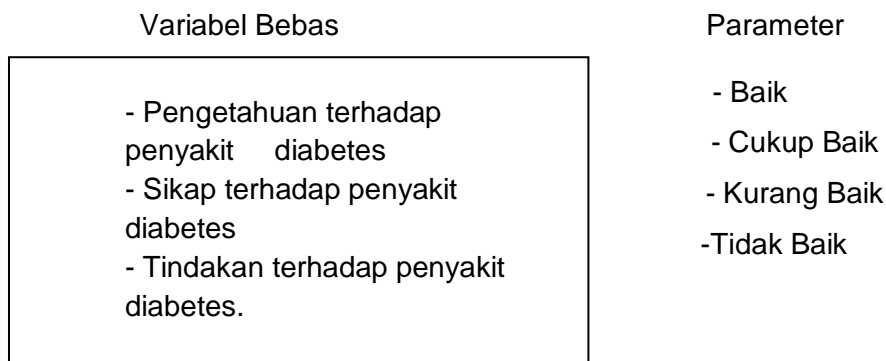 Variabel Bebas
Parameter
- Pengetahuan terhadap
penyakit diabetes
- Sikap terhadap penyakit
diabetes
- Tindakan terhadap penyakit
diabetes.
- Baik
- Cukup Baik
- Kurang Baik
-Tidak Baik